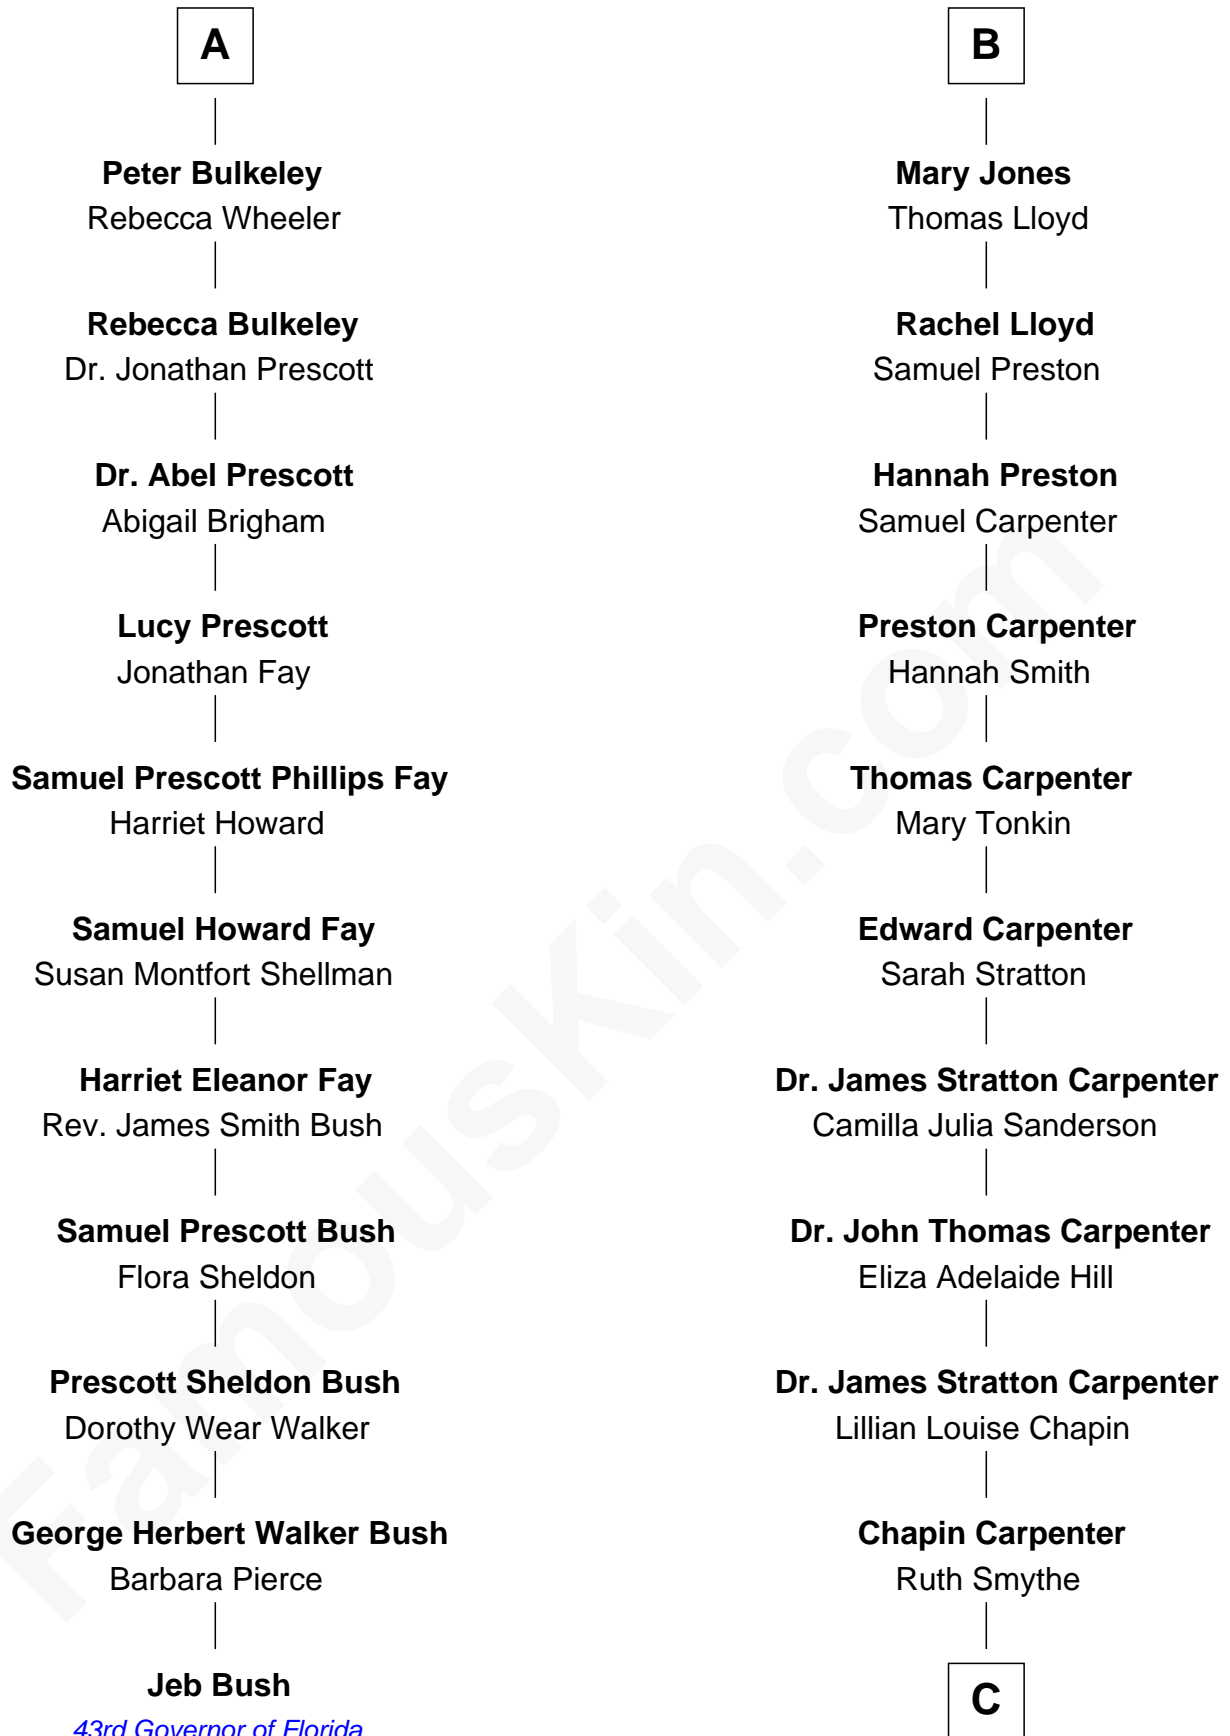 A
Peter Bulkeley
Rebecca Wheeler
Rebecca Bulkeley
Dr. Jonathan Prescott
Dr. Abel Prescott
Abigail Brigham
Lucy Prescott
Jonathan Fay
Samuel Prescott Phillips Fay
Harriet Howard
Samuel Howard Fay
Susan Montfort Shellman
Harriet Eleanor Fay
Rev. James Smith Bush
Samuel Prescott Bush
Flora Sheldon
Prescott Sheldon Bush
Dorothy Wear Walker
George Herbert Walker Bush
Barbara Pierce
Jeb Bush
43rd Governor of Florida
B
Mary Jones
Thomas Lloyd
Rachel Lloyd
Samuel Preston
Hannah Preston
Samuel Carpenter
Preston Carpenter
Hannah Smith
Thomas Carpenter
Mary Tonkin
Edward Carpenter
Sarah Stratton
Dr. James Stratton Carpenter
Camilla Julia Sanderson
Dr. John Thomas Carpenter
Eliza Adelaide Hill
Dr. James Stratton Carpenter
Lillian Louise Chapin
Chapin Carpenter
Ruth Smythe
C
FamousKin.com